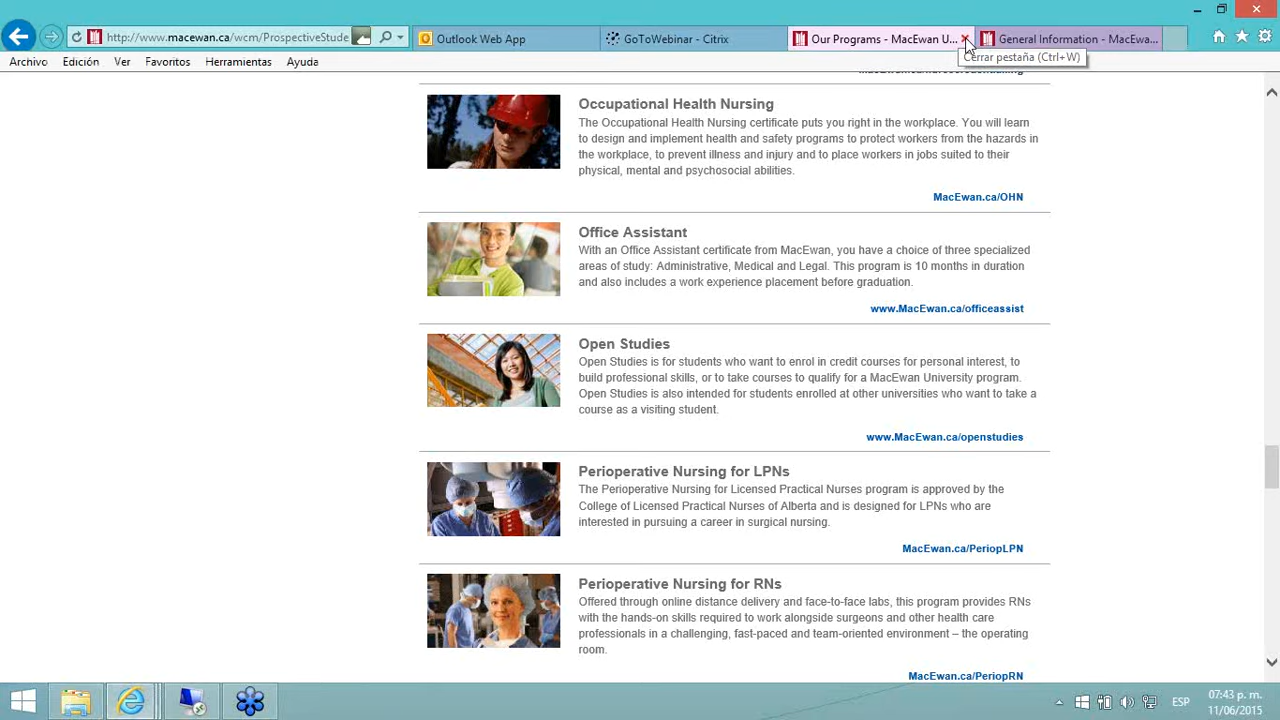 http://www.macewan.ca/wcm/ProspectiveStude
Outlook Web App
GoToWebinar - Citrix
Our Programs - MacEwan U...
General Information - MacEwa...
Archivo
Edición
Ver
Favoritos
Herramientas
Ayuda
Cerrar pestaña (Ctrl+W)
Occupational Health Nursing
The Occupational Health Nursing certificate puts you right in the workplace. You will learn
to design and implement health and safety programs to protect workers from the hazards in
the workplace, to prevent illness and injury and to place workers in jobs suited to their
physical, mental and psychosocial abilities.
MacEwan.ca/OHN
Office Assistant
With an Office Assistant certificate from MacEwan, you have a choice of three specialized
areas of study: Administrative, Medical and Legal. This program is 10 months in duration
and also includes a work experience placement before graduation.
www.MacEwan.ca/officeassist
Open Studies
Open Studies is for students who want to enrol in credit courses for personal interest, to
build professional skills, or to take courses to qualify for a MacEwan University program.
Open Studies is also intended for students enrolled at other universities who want to take a
course as a visiting student.
www.MacEwan.ca/openstudies
Perioperative Nursing for LPNs
The Perioperative Nursing for Licensed Practical Nurses program is approved by the
College of Licensed Practical Nurses of Alberta and is designed for LPNs who are
interested in pursuing a career in surgical nursing.
MacEwan.ca/PeriopLPN
Perioperative Nursing for RNs
Offered through online distance delivery and face-to-face labs, this program provides RNs
with the hands-on skills required to work alongside surgeons and other health care
professionals in a challenging, fast-paced and team-oriented environment – the operating
room.
MacEwan.ca/PeriopRN
ESP
07:43 p. m.
11/06/2015